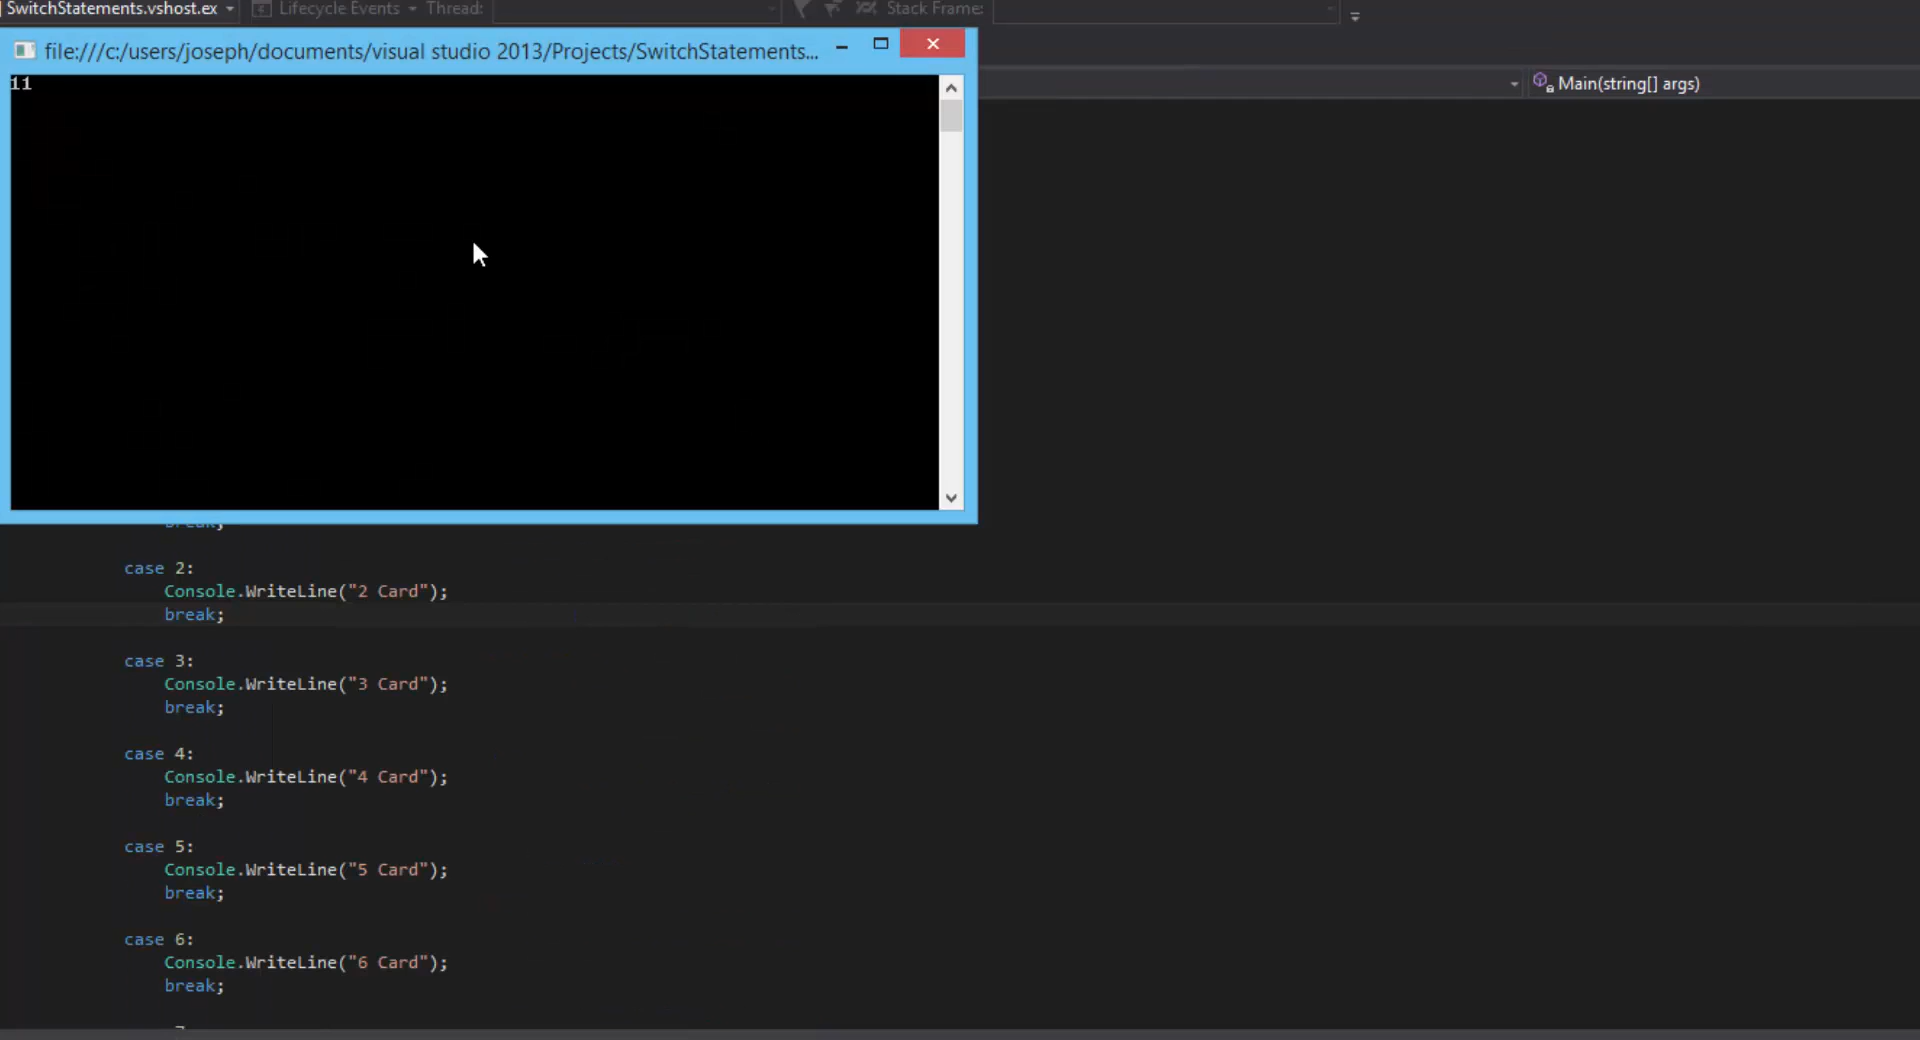 SwitchStatements.vshost.ex Lifecycle Events Thread: Stack Frame:
file:///c:/users/joseph/documents/visual studio 2013/Projects/SwitchStatements...
Main(string[] args)
11
break;
case 2:
Console.WriteLine("2 Card");
break;
case 3:
Console.WriteLine("3 Card");
break;
case 4:
Console.WriteLine("4 Card");
break;
case 5:
Console.WriteLine("5 Card");
break;
case 6:
Console.WriteLine("6 Card");
break;